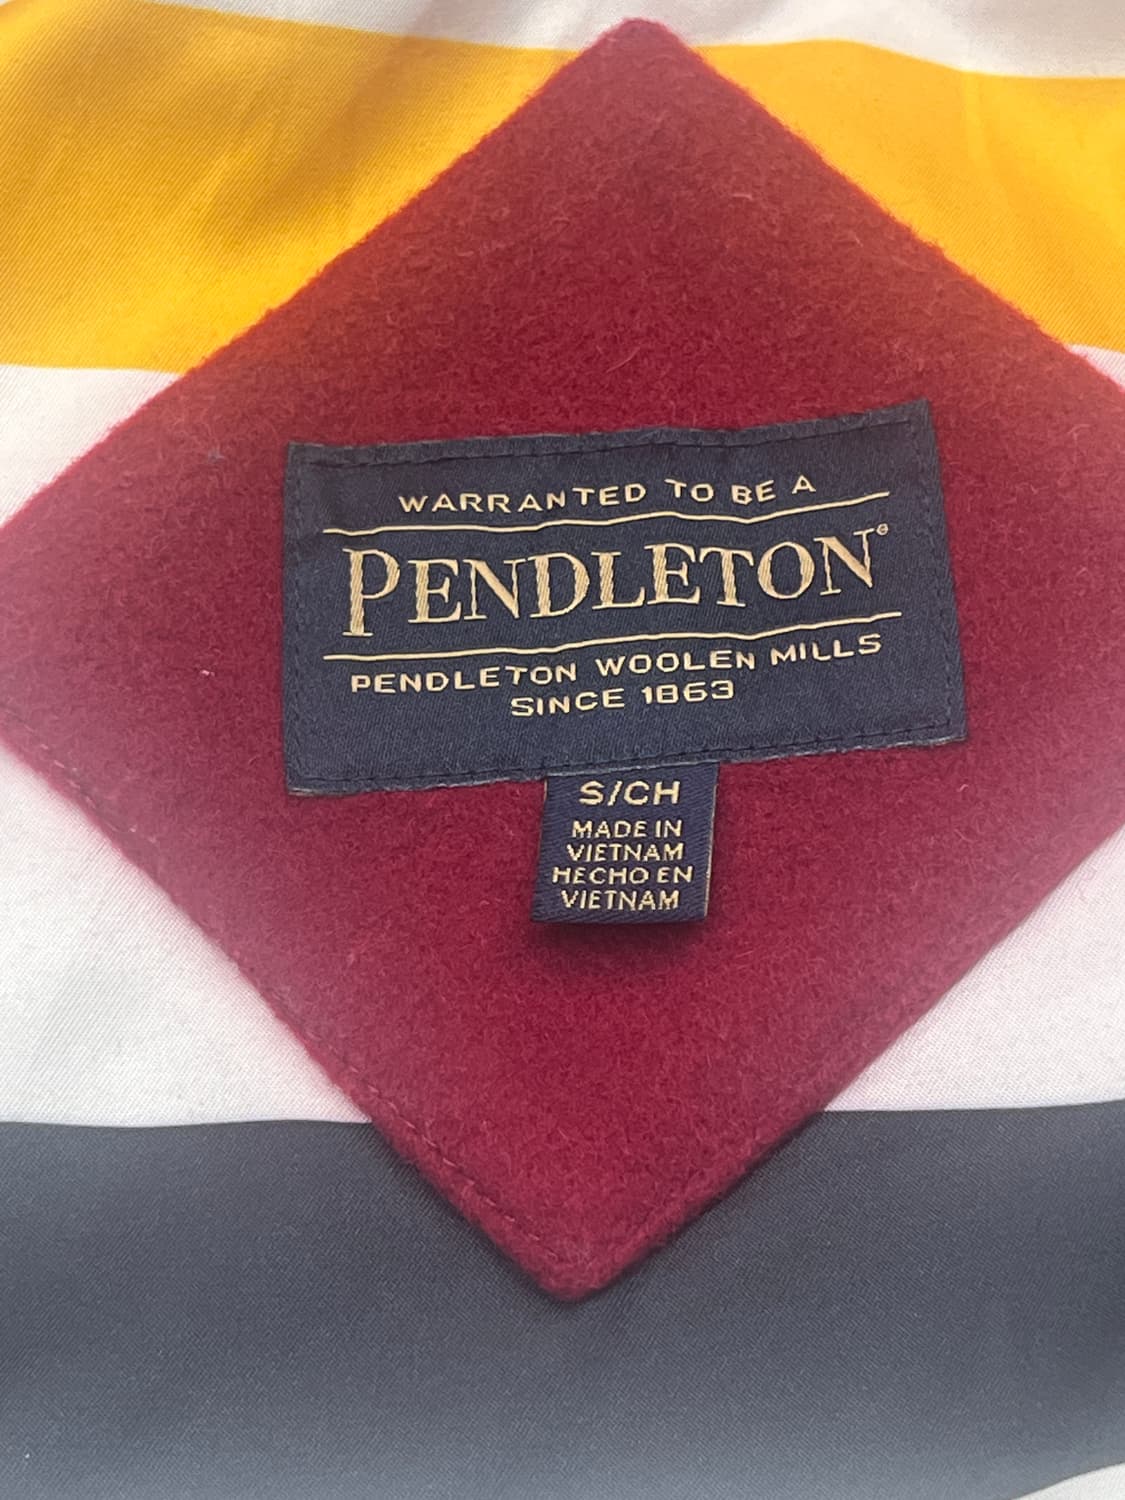 WARRANTED TO BE A
PENDLETON®
PENDLETON WOOLEN MILLS
SINCE 1863
S/CH
MADE IN
VIETNAM
HECHO EN
VIETNAM